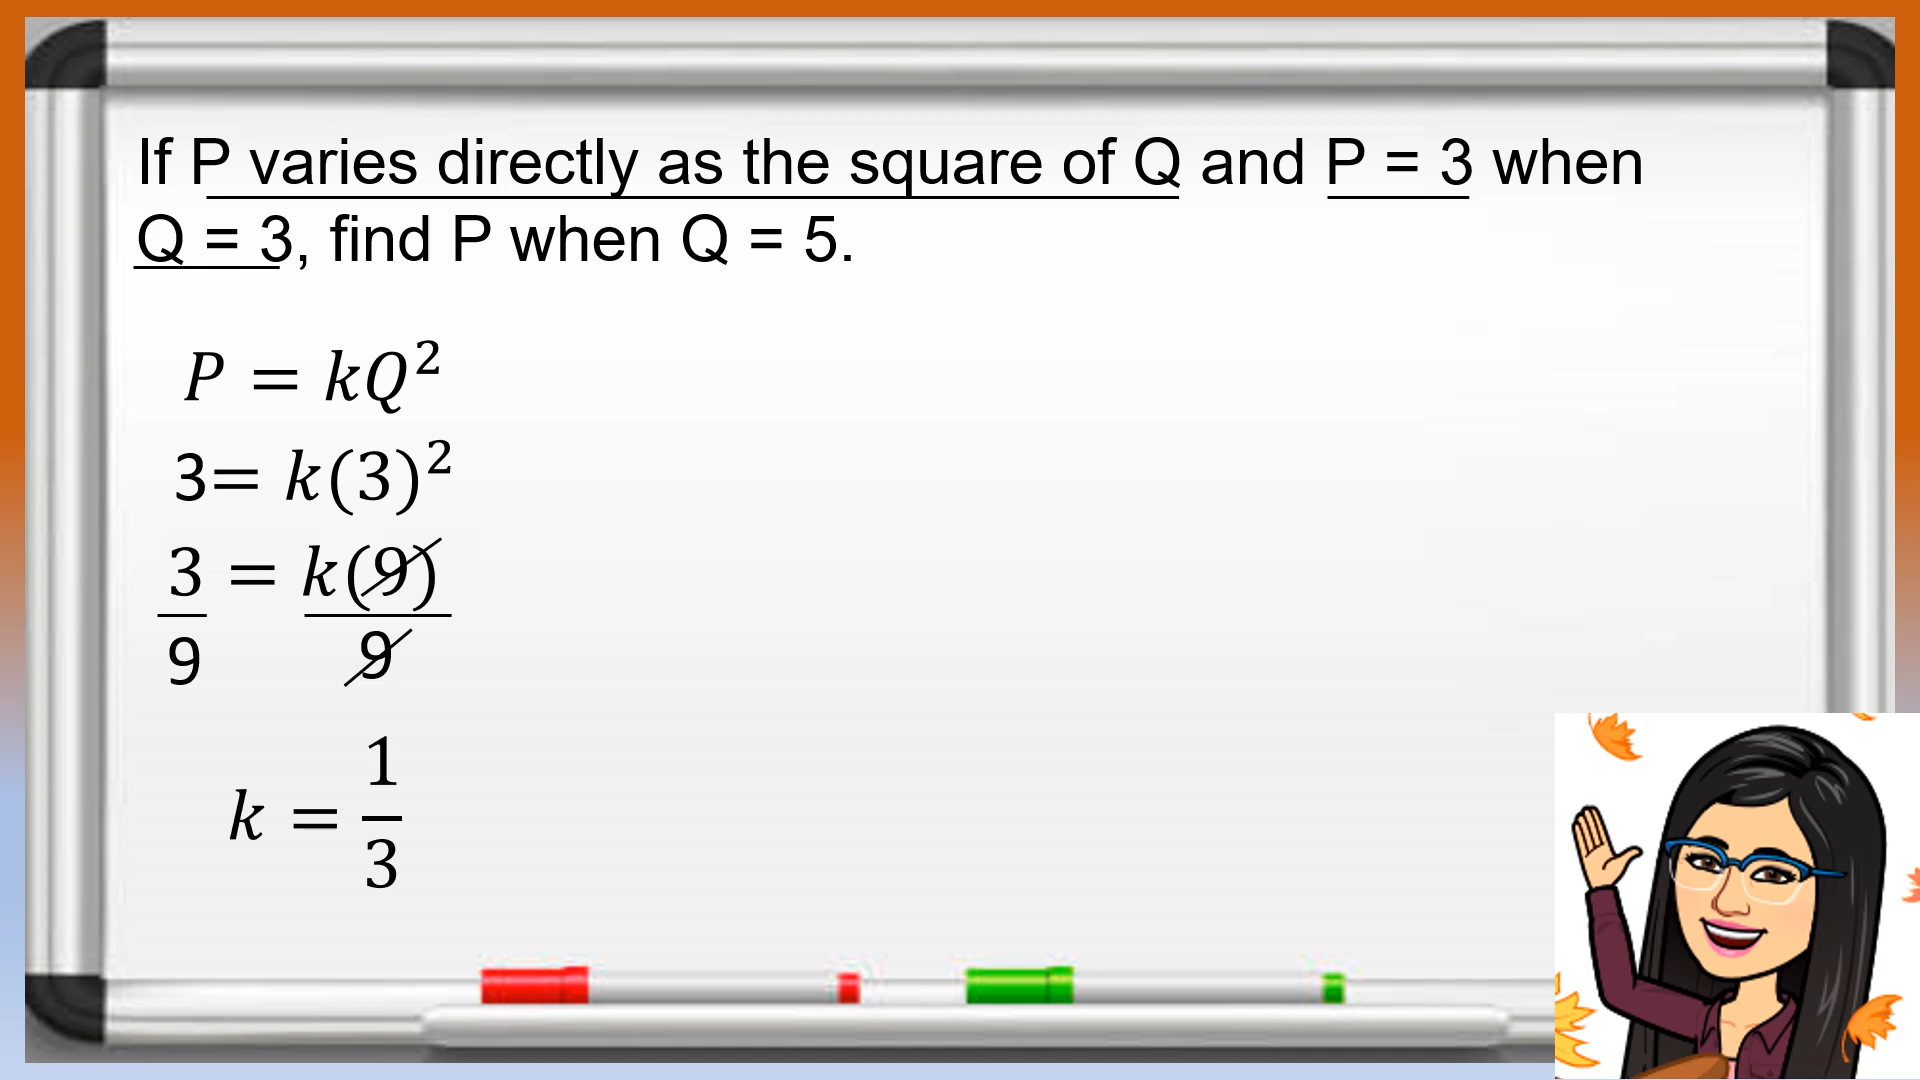 If P varies directly as the square of Q and P = 3 when
Q = 3, find P when Q = 5.
P = kQ²
3= k(3)²
3/9 = k(9)/9
k = 1/3